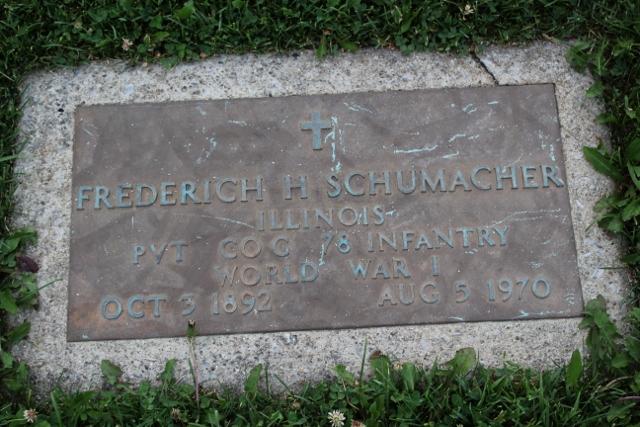 FREDERICH H SCHUMACHER
ILLINOIS
PVT CO G 78 INFANTRY
WORLD WAR I
OCT 3 1892 AUG 5 1970